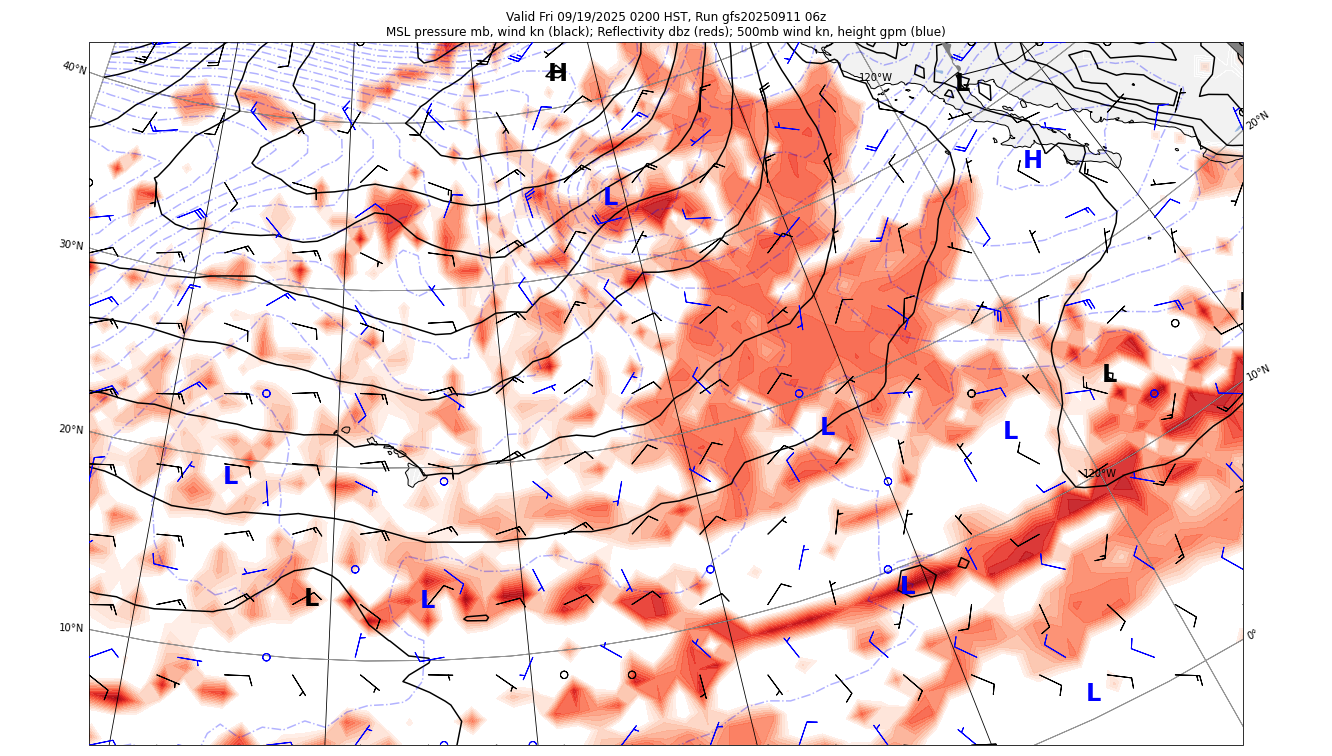 Valid Fri 09/19/2025 0200 HST, Run gfs20250911 06z
MSL pressure mb, wind kn (black); Reflectivity dbz (reds); 500mb wind kn, height gpm (blue)
40°N
H
120°W
L
20°N
H
L
30°N
L
10°N
20°N
L
L
L
120°W
L
L
L
10°N
0°
L